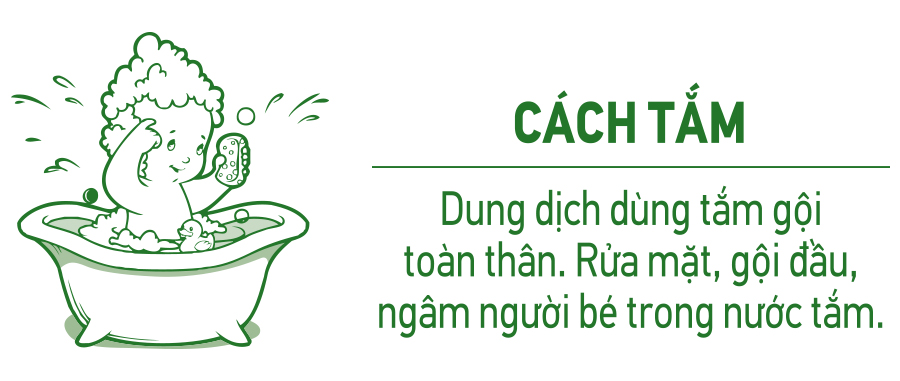 CÁCH TẮM
Dung dịch dùng tắm gội
toàn thân. Rửa mặt, gội đầu,
ngâm người bé trong nước tắm.